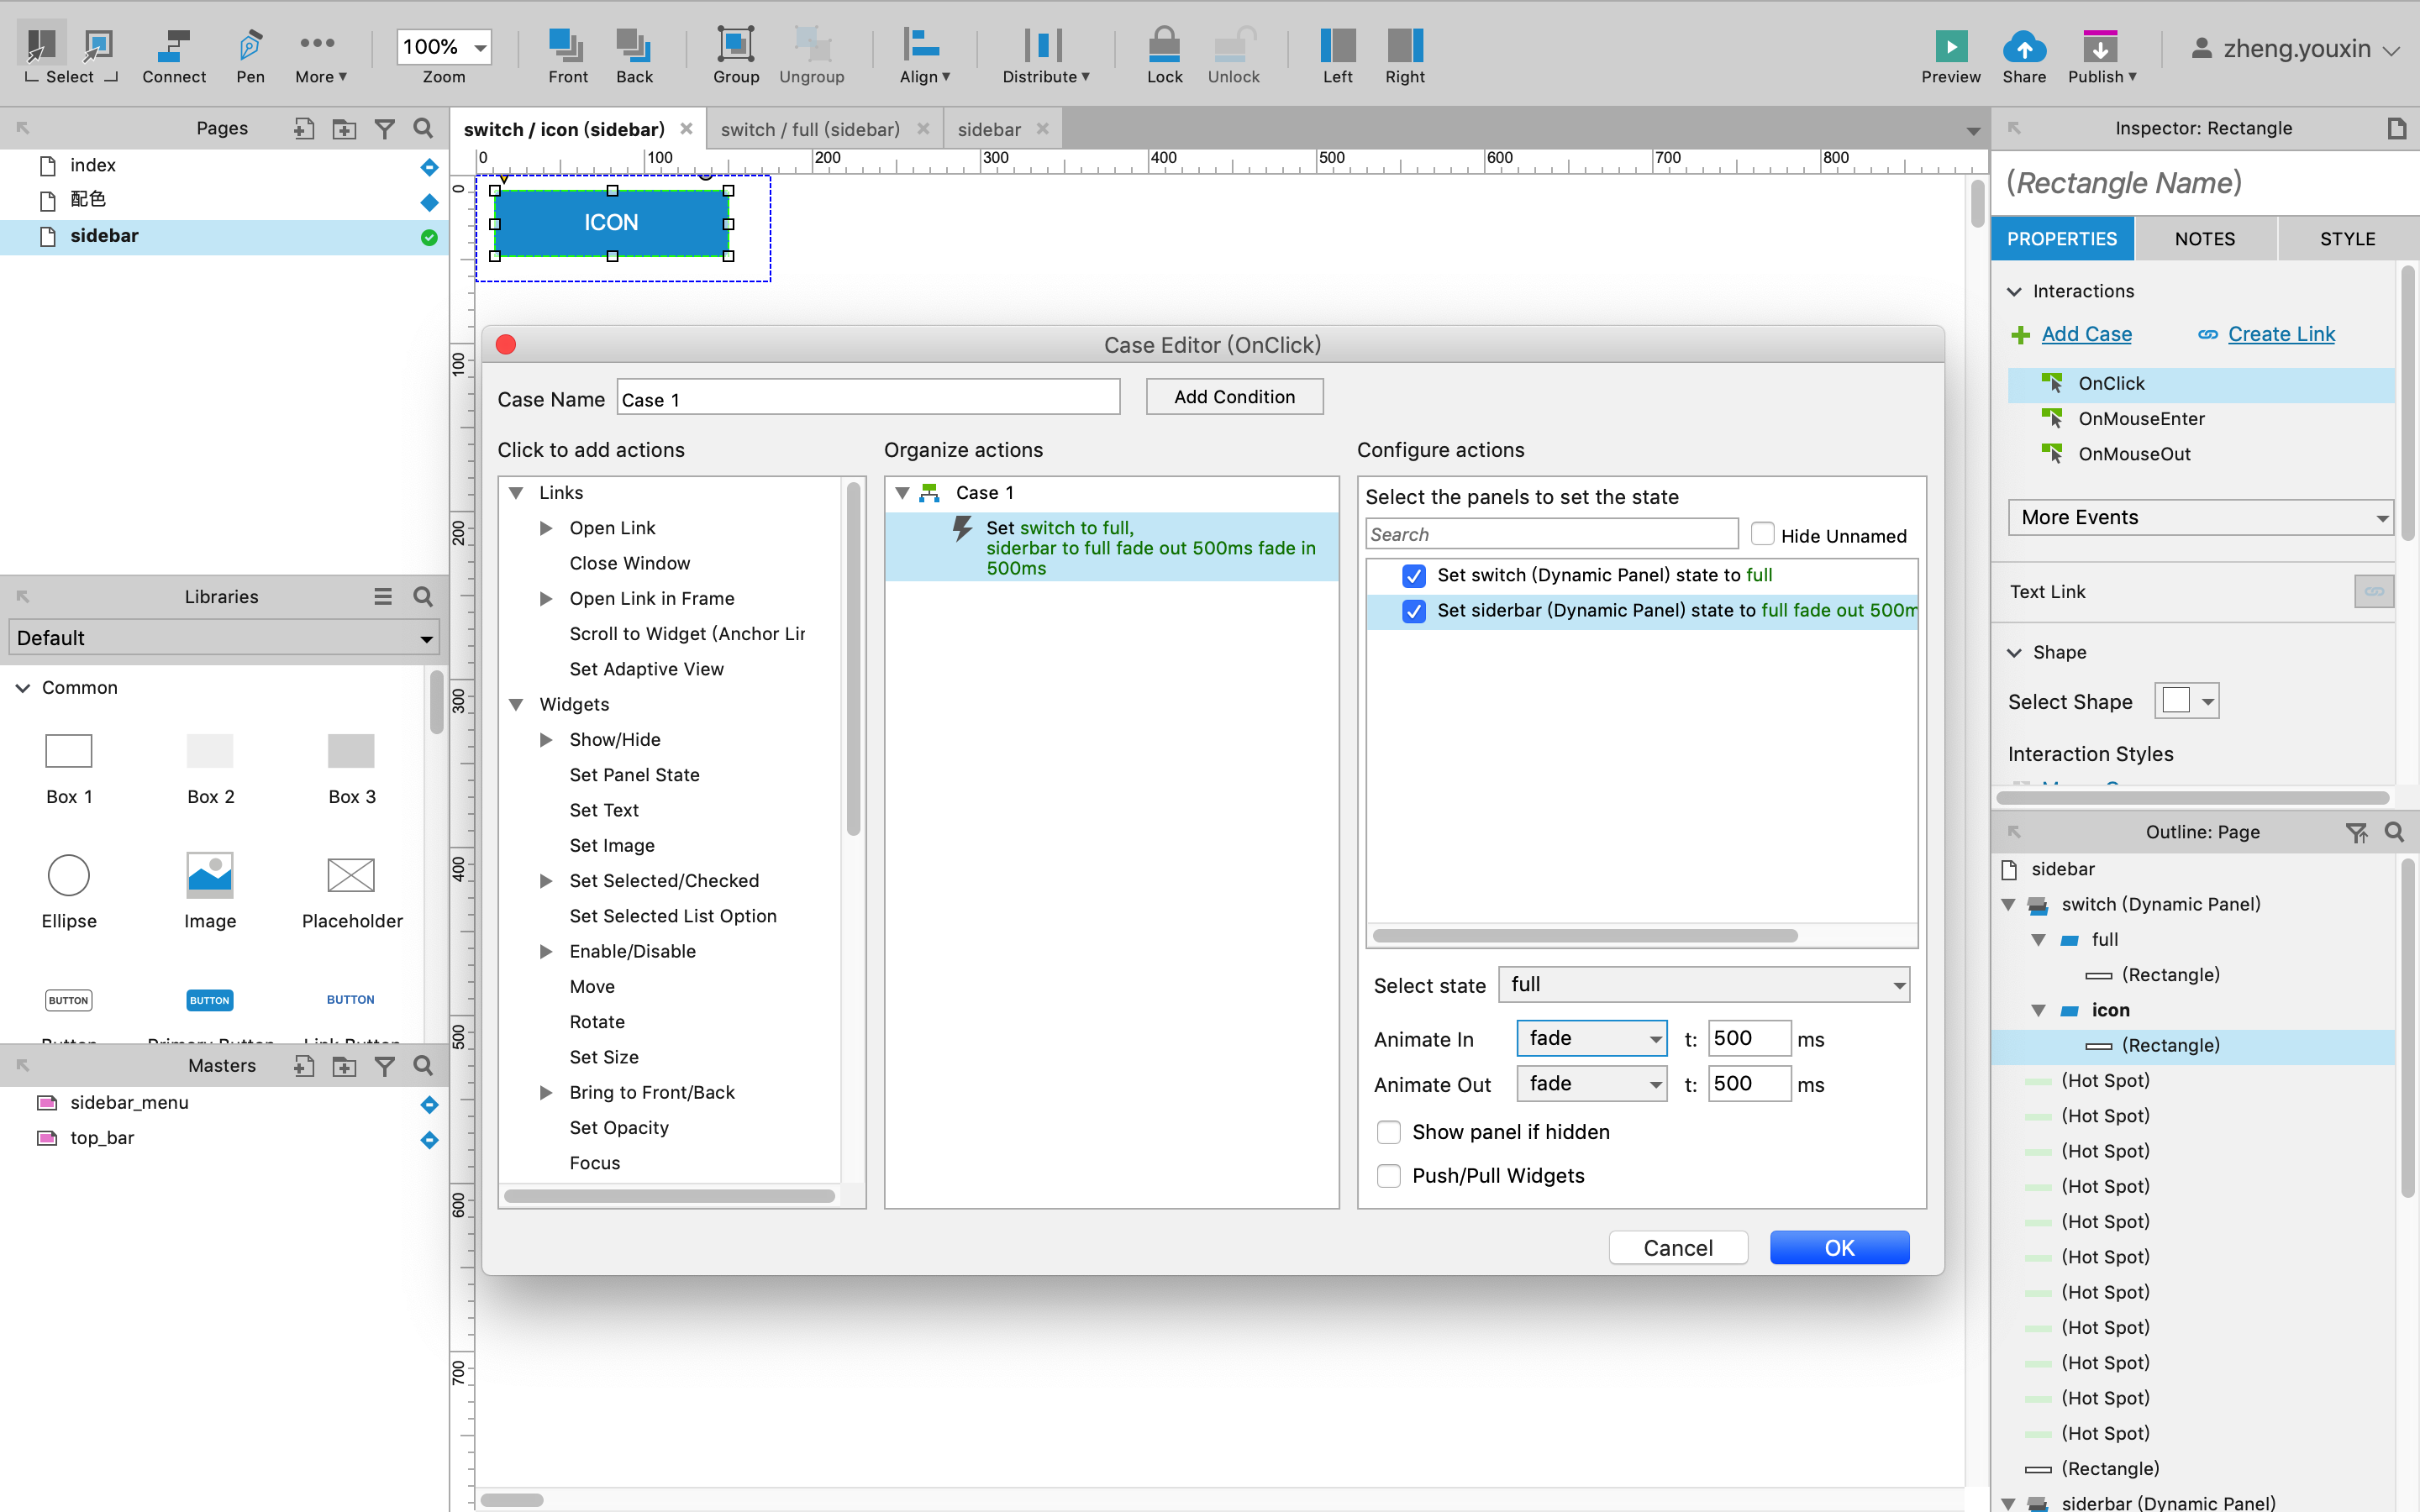 Select
Connect
Pen
More ▾
100%
Zoom
Front
Back
Group
Ungroup
Align ▾
Distribute ▾
Lock
Unlock
Left
Right
Preview
Share
Publish ▾
zheng.youxin
Pages
index
配色
sidebar
Libraries
Default
Common
Box 1
Box 2
Box 3
Ellipse
Image
Placeholder
BUTTON
BUTTON
BUTTON
Button
Primary Button
Link Button
Masters
sidebar_menu
top_bar
switch / icon (sidebar)
switch / full (sidebar)
sidebar
0 100 200 300 400 500 600 700 800
0
100
200
300
400
500
600
700
ICON
Case Editor (OnClick)
Case Name
Case 1
Add Condition
Click to add actions
Links
Open Link
Close Window
Open Link in Frame
Scroll to Widget (Anchor Lir
Set Adaptive View
Widgets
Show/Hide
Set Panel State
Set Text
Set Image
Set Selected/Checked
Set Selected List Option
Enable/Disable
Move
Rotate
Set Size
Bring to Front/Back
Set Opacity
Focus
Organize actions
Case 1
Set switch to full,
siderbar to full fade out 500ms fade in
500ms
Configure actions
Select the panels to set the state
Search
Hide Unnamed
Set switch (Dynamic Panel) state to full
Set siderbar (Dynamic Panel) state to full fade out 500m
Select state full
Animate In fade t: 500 ms
Animate Out fade t: 500 ms
Show panel if hidden
Push/Pull Widgets
Cancel
OK
Inspector: Rectangle
(Rectangle Name)
PROPERTIES
NOTES
STYLE
Interactions
Add Case
Create Link
OnClick
OnMouseEnter
OnMouseOut
More Events
Text Link
Shape
Select Shape
Interaction Styles
Outline: Page
sidebar
switch (Dynamic Panel)
full
(Rectangle)
icon
(Rectangle)
(Hot Spot)
(Hot Spot)
(Hot Spot)
(Hot Spot)
(Hot Spot)
(Hot Spot)
(Hot Spot)
(Hot Spot)
(Hot Spot)
(Hot Spot)
(Hot Spot)
(Rectangle)
siderbar (Dynamic Panel)